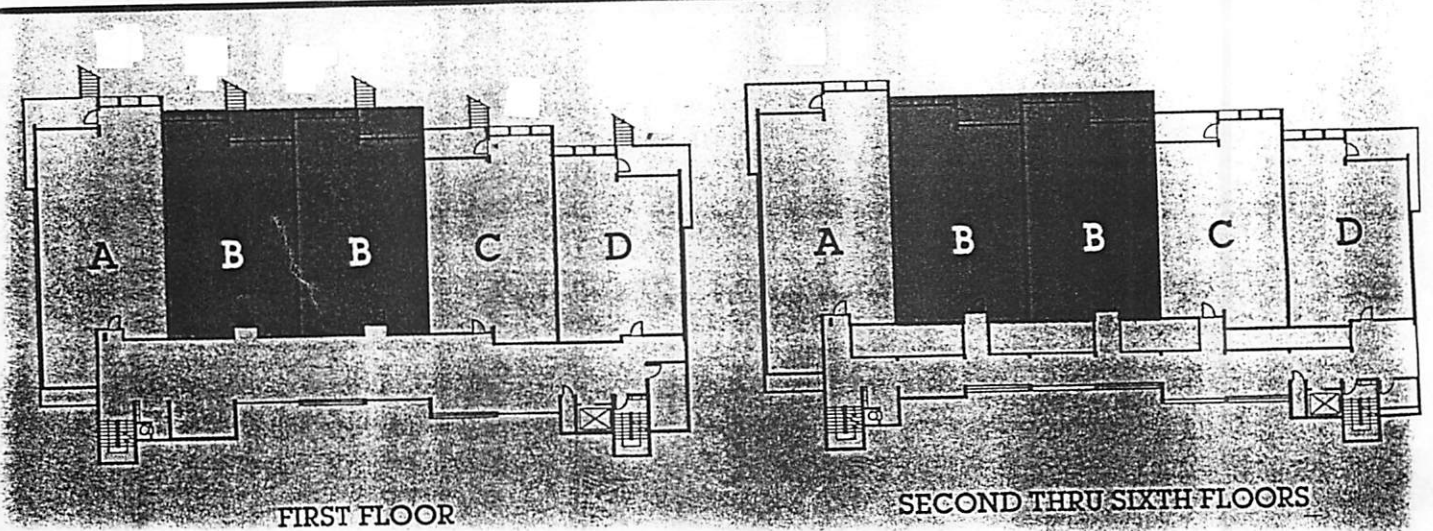 A B B C D
A B B C D
FIRST FLOOR
SECOND THRU SIXTH FLOORS